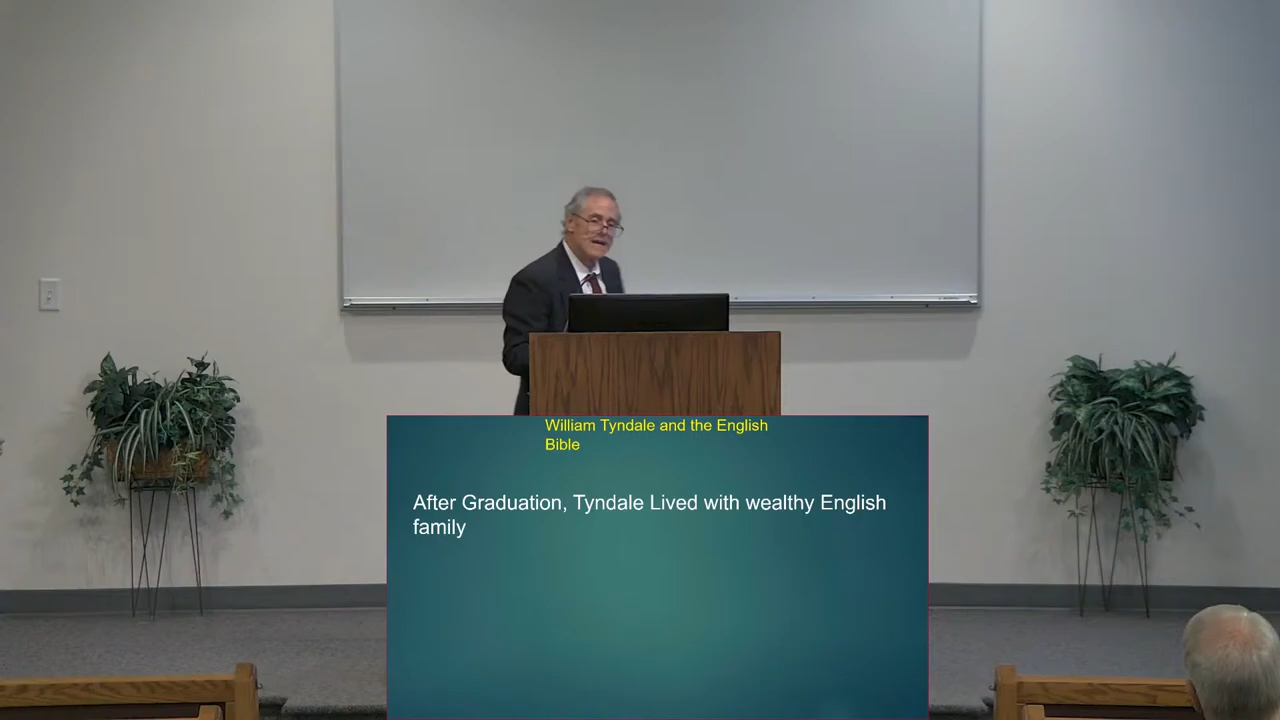 William Tyndale and the English
Bible
After Graduation, Tyndale Lived with wealthy English
family